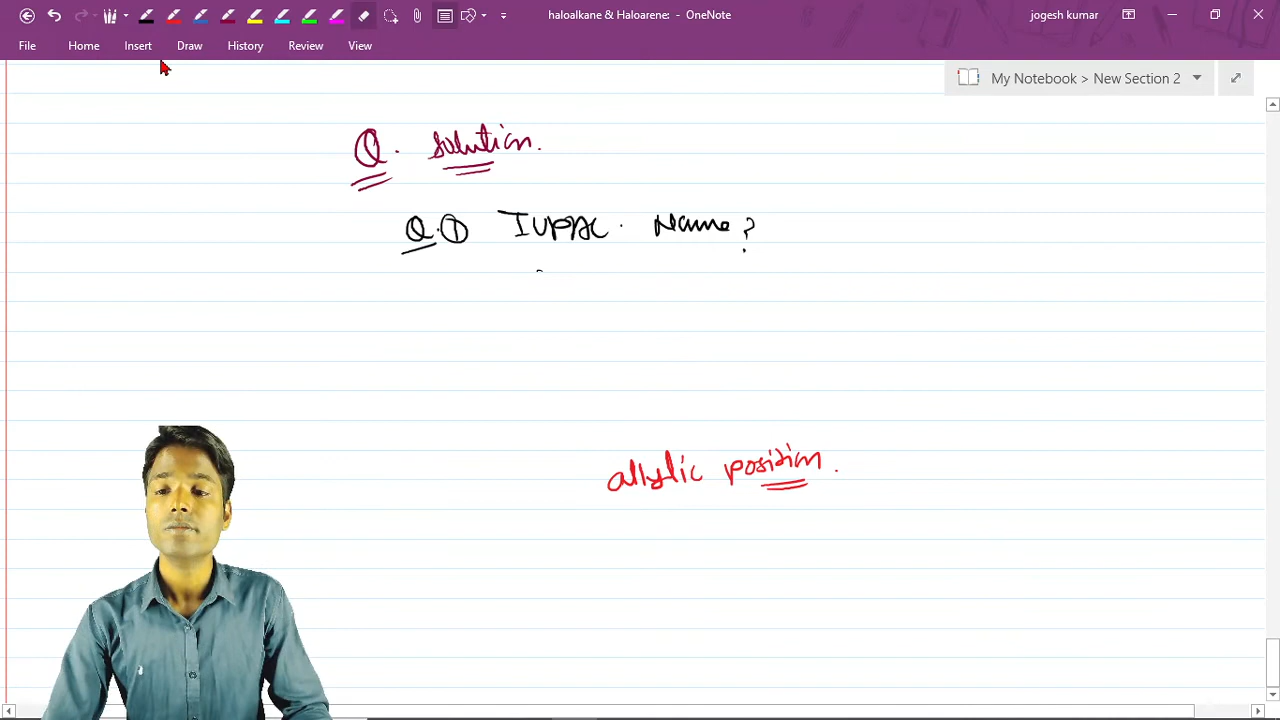 haloalkane & Haloarene: - OneNote
jogesh kumar
File Home Insert Draw History Review View
My Notebook > New Section 2
Q. Solution.
Q.① IUPAC. Name?
allylic position.